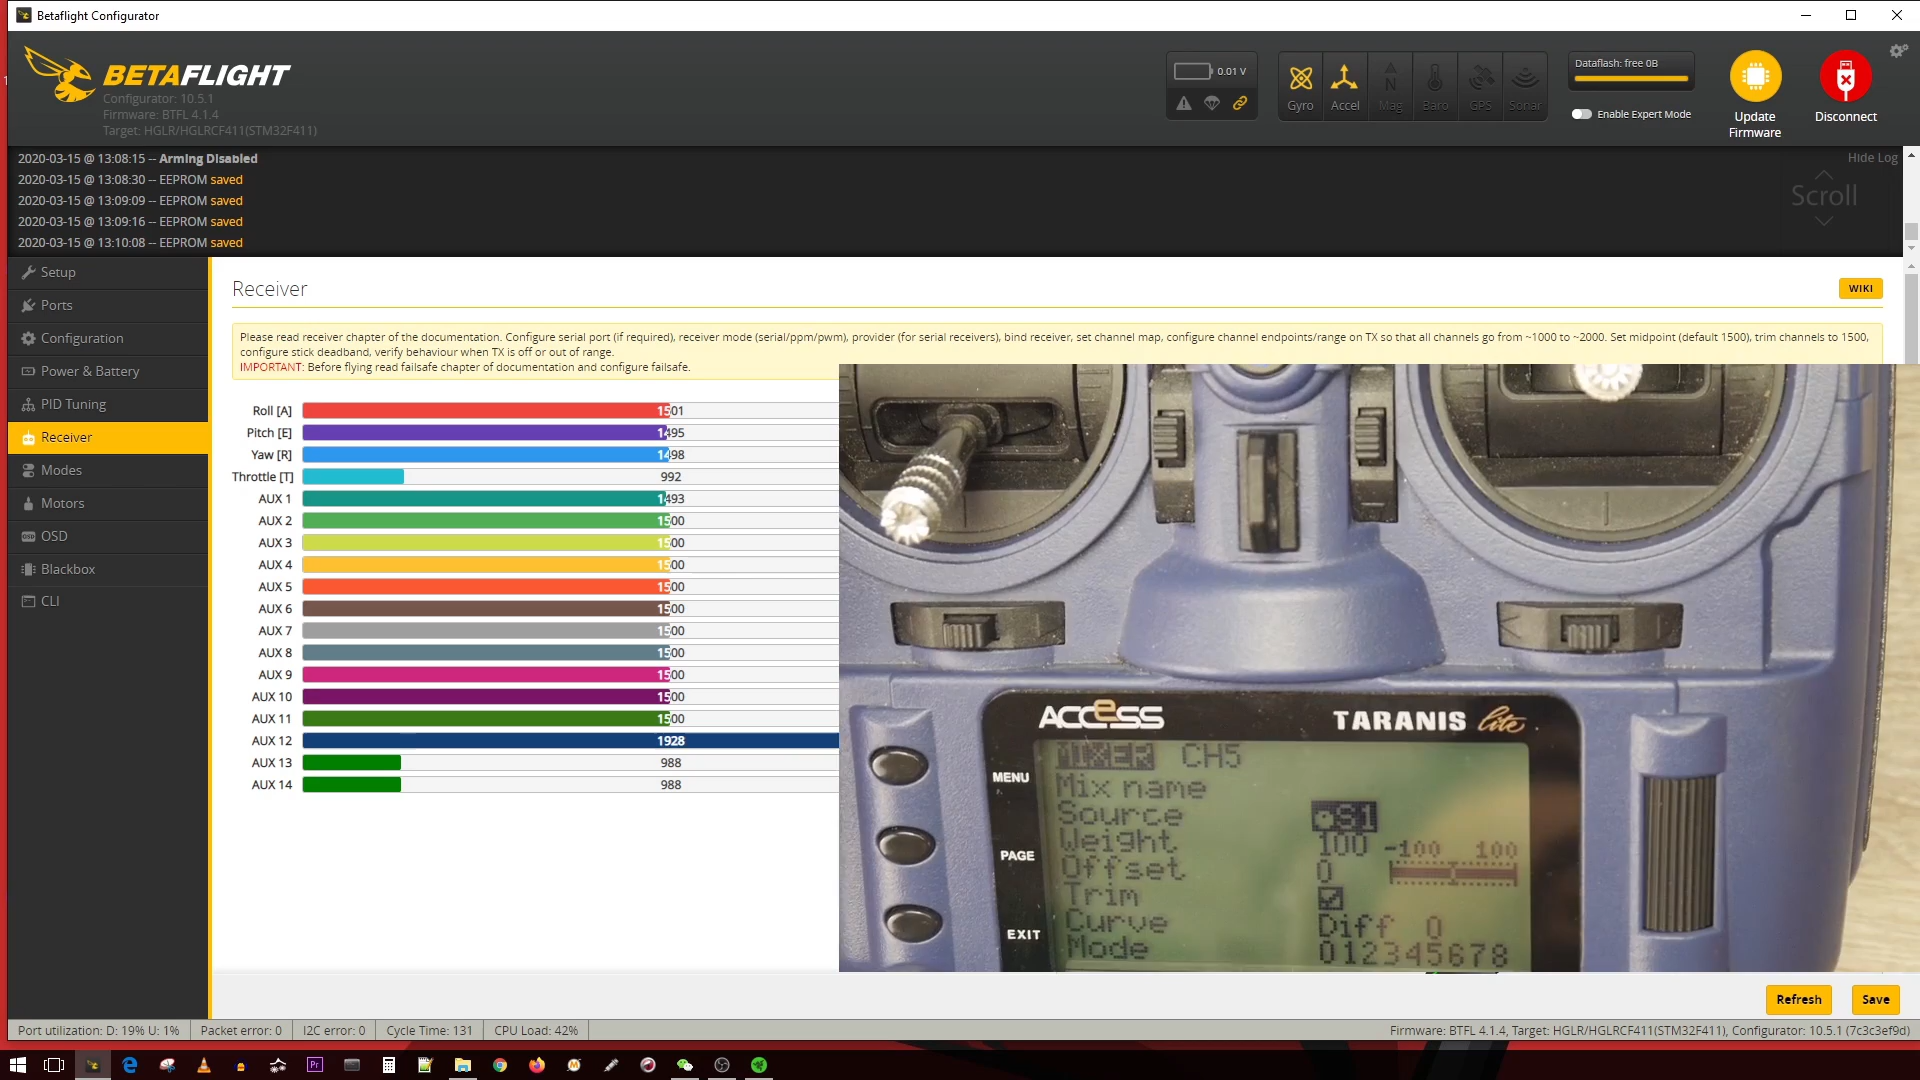 Betaflight Configurator
BETAFLIGHT
Configurator: 10.5.1
Firmware: BTFL 4.1.4
Target: HGLR/HGLRCF411(STM32F411)
0.01 V
Gyro
Accel
Mag
Baro
GPS
Sonar
Dataflash: free 0B
Enable Expert Mode
Update Firmware
Disconnect
2020-03-15 @ 13:08:15 -- Arming Disabled
2020-03-15 @ 13:08:30 -- EEPROM saved
2020-03-15 @ 13:09:09 -- EEPROM saved
2020-03-15 @ 13:09:16 -- EEPROM saved
2020-03-15 @ 13:10:08 -- EEPROM saved
Hide Log
Scroll
Setup
Ports
Configuration
Power & Battery
PID Tuning
Receiver
Modes
Motors
OSD
Blackbox
CLI
Receiver
WIKI
Please read receiver chapter of the documentation. Configure serial port (if required), receiver mode (serial/ppm/pwm), provider (for serial receivers), bind receiver, set channel map, configure channel endpoints/range on TX so that all channels go from ~1000 to ~2000. Set midpoint (default 1500), trim channels to 1500,
configure stick deadband, verify behaviour when TX is off or out of range.
IMPORTANT: Before flying read failsafe chapter of documentation and configure failsafe.
Roll [A] 1501
Pitch [E] 1495
Yaw [R] 1498
Throttle [T] 992
AUX 1 1493
AUX 2 1500
AUX 3 1500
AUX 4 1500
AUX 5 1500
AUX 6 1500
AUX 7 1500
AUX 8 1500
AUX 9 1500
AUX 10 1500
AUX 11 1500
AUX 12 1928
AUX 13 988
AUX 14 988
ACCESS
TARANIS lite
MENU
PAGE
EXIT
MIXER CH5
Mix name
Source S1
Weight 100 -100 100
Offset 0
Trim
Curve Diff 0
Mode 012345678
Refresh
Save
Port utilization: D: 19% U: 1%
Packet error: 0
I2C error: 0
Cycle Time: 131
CPU Load: 42%
Firmware: BTFL 4.1.4, Target: HGLR/HGLRCF411(STM32F411), Configurator: 10.5.1 (7c3c3ef9d)
Pr